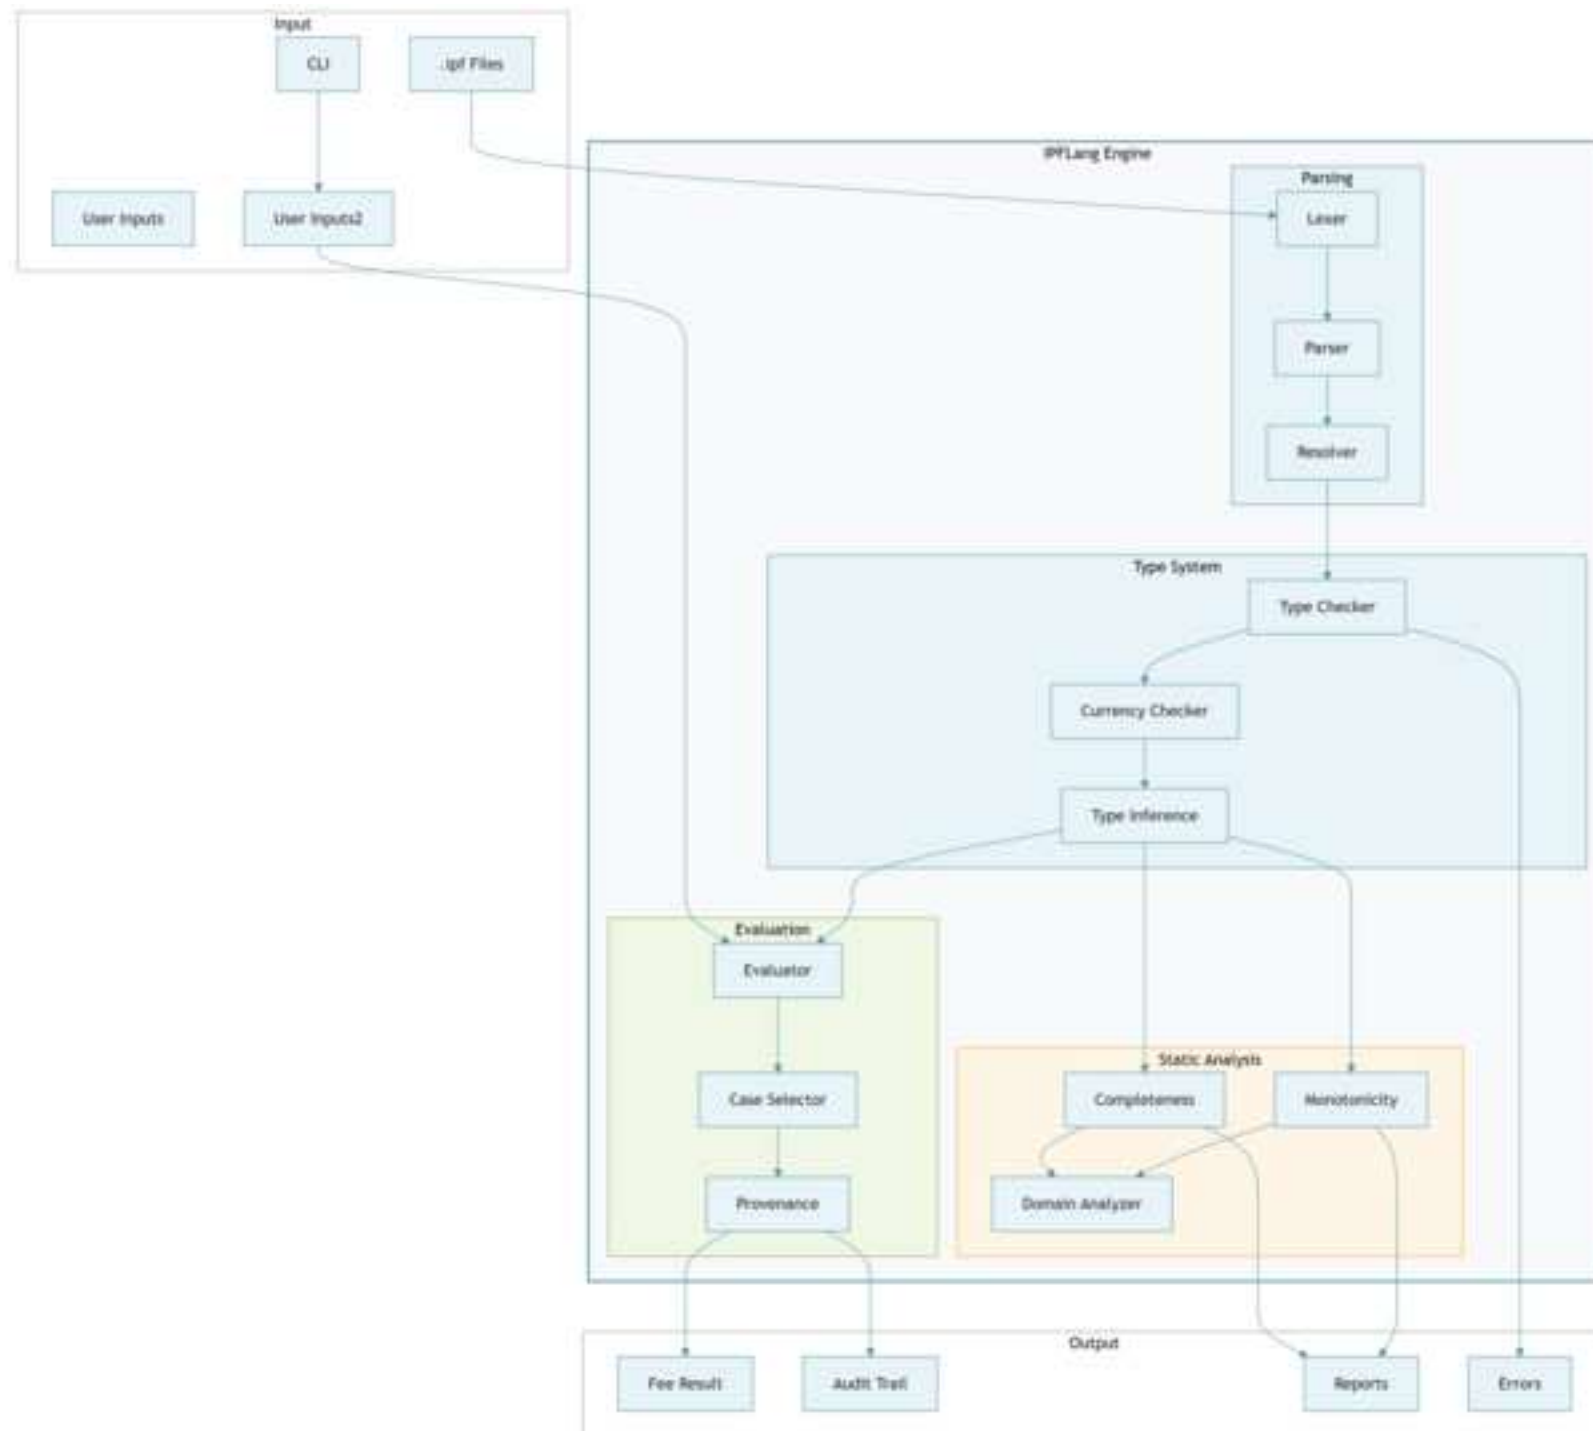 Input
CLI
.ipf Files
User Inputs
User Inputs2
IPFLang Engine
Parsing
Lexer
Parser
Resolver
Type System
Type Checker
Currency Checker
Type Inference
Evaluation
Evaluator
Case Selector
Provenance
Static Analysis
Completeness
Monotonicity
Domain Analyzer
Output
Fee Result
Audit Trail
Reports
Errors